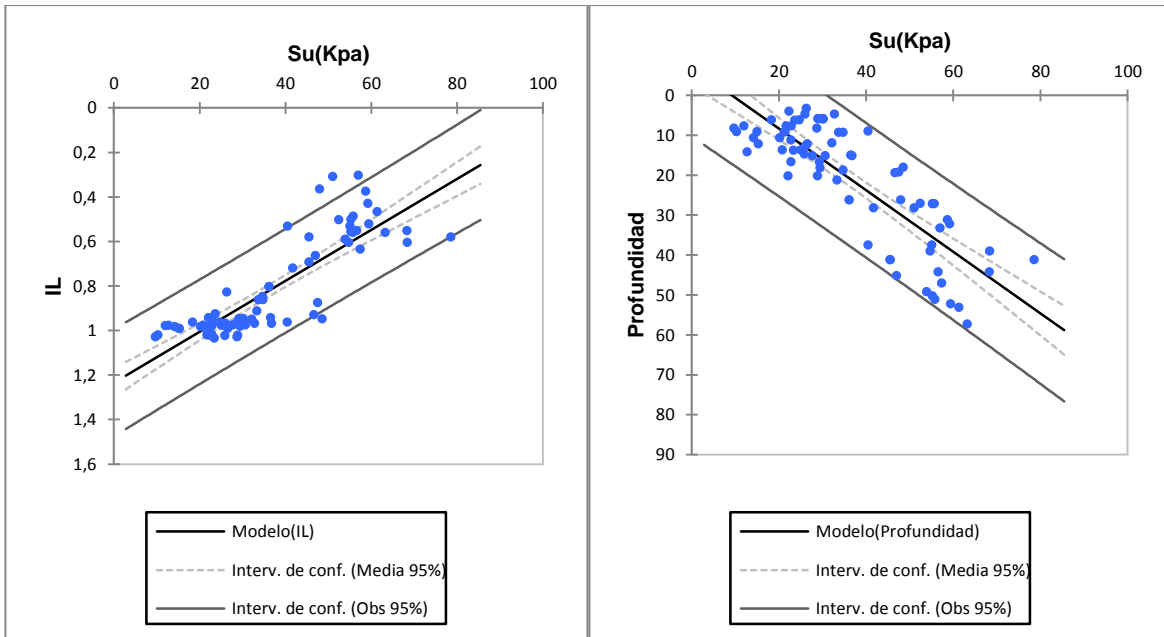 Su(Kpa)
0 20 40 60 80 100
0
0,2
0,4
0,6
0,8
1
1,2
1,4
1,6
IL
Modelo(IL)
Interv. de conf. (Media 95%)
Interv. de conf. (Obs 95%)
Su(Kpa)
0 20 40 60 80 100
0
10
20
30
40
50
60
70
80
90
Profundidad
Modelo(Profundidad)
Interv. de conf. (Media 95%)
Interv. de conf. (Obs 95%)